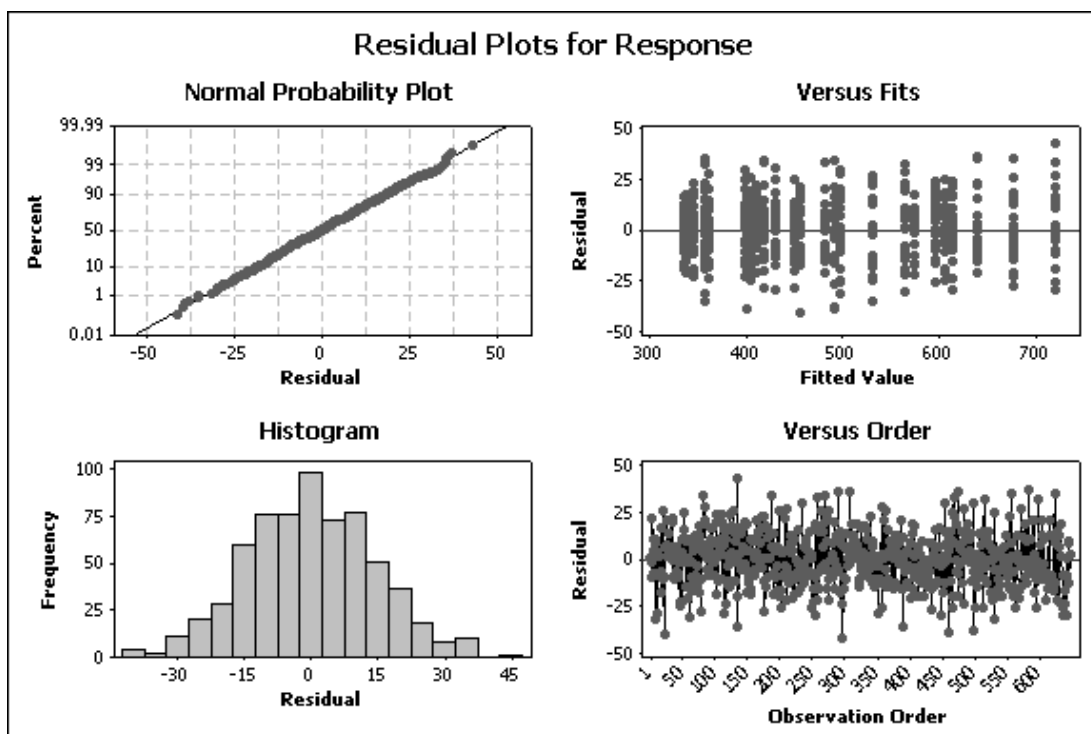 Residual Plots for Response
Normal Probability Plot
99.99
99
90
50
10
1
0.01
Percent
-50 -25 0 25 50
Residual
Versus Fits
50
25
0
-25
-50
Residual
300 400 500 600 700
Fitted Value
Histogram
100
75
50
25
0
Frequency
-30 -15 0 15 30 45
Residual
Versus Order
50
25
0
-25
-50
Residual
1 50 100 150 200 250 300 350 400 450 500 550 600
Observation Order